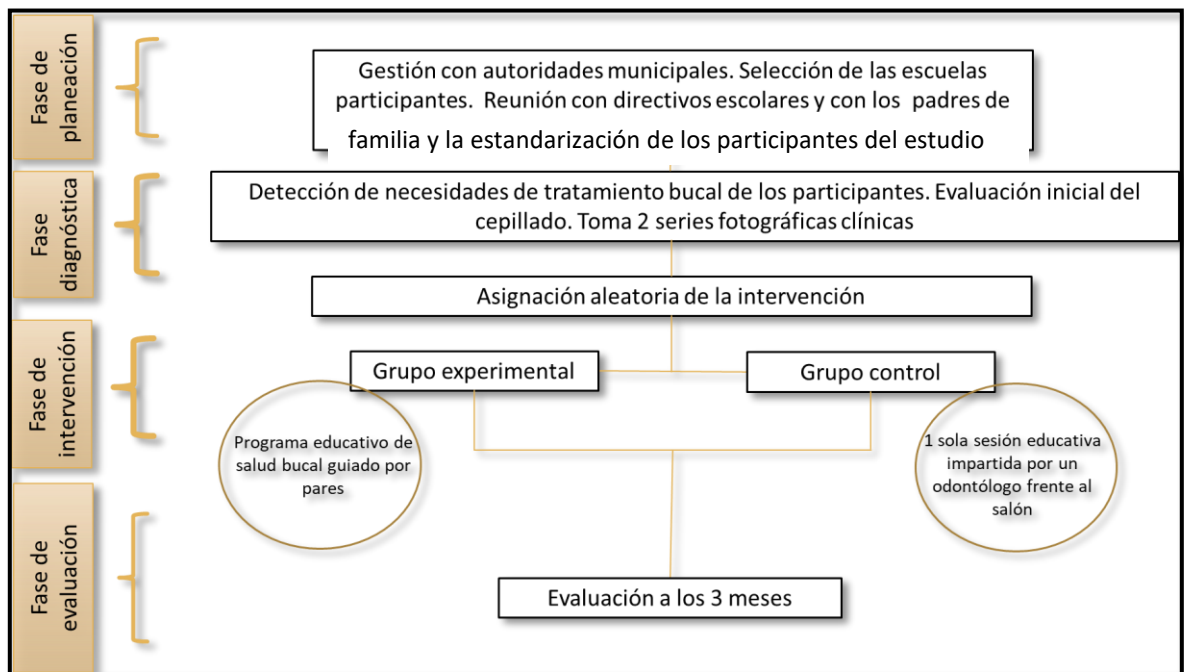 Fase de
planeación
Gestión con autoridades municipales. Selección de las escuelas
participantes. Reunión con directivos escolares y con los padres de
familia y la estandarización de los participantes del estudio
Fase
diagnóstica
Detección de necesidades de tratamiento bucal de los participantes. Evaluación inicial del
cepillado. Toma 2 series fotográficas clínicas
Asignación aleatoria de la intervención
Fase de
intervención
Grupo experimental
Grupo control
Programa educativo de
salud bucal guiado por
pares
1 sola sesión educativa
impartida por un
odontólogo frente al
salón
Fase de
evaluación
Evaluación a los 3 meses